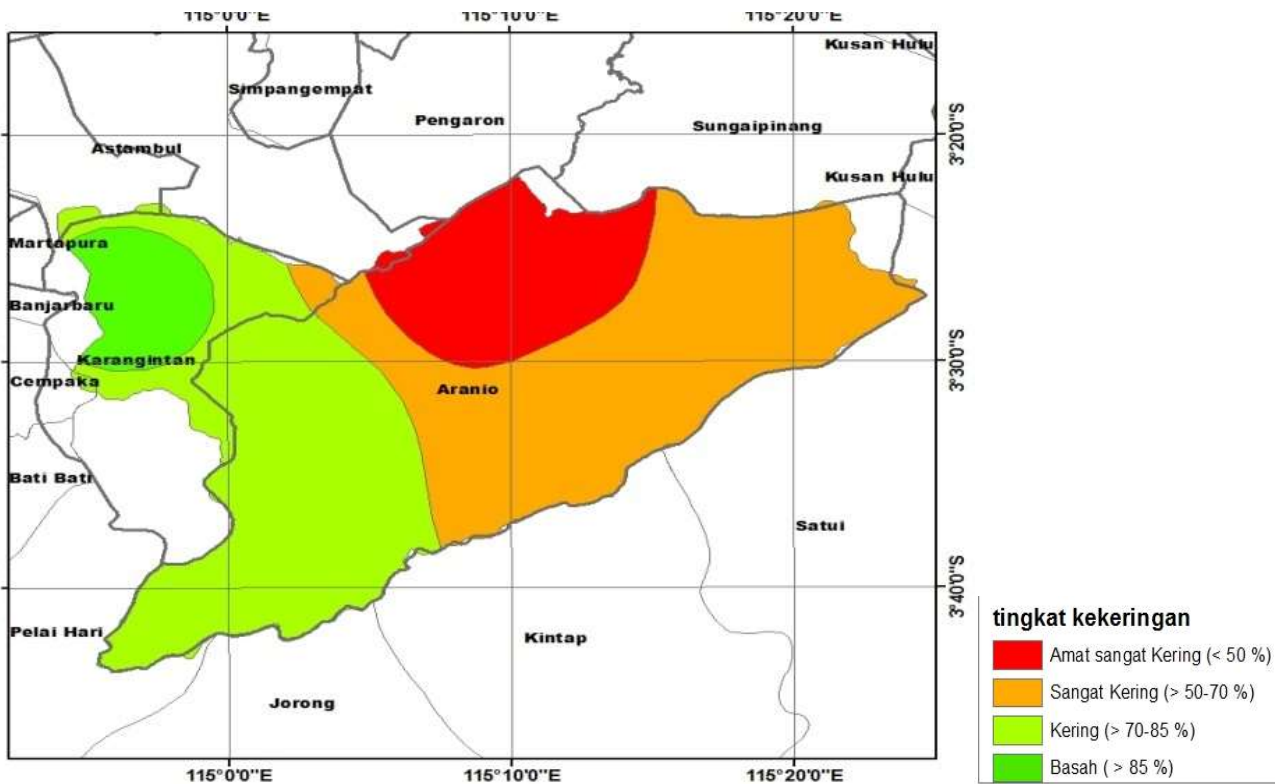 115°0'0"E 115°10'0"E 115°20'0"E
Kusan Hulu
Simpangempat
Pengaron
Sungaipinang
3°20'0"S
Astambul
Kusan Hulu
Martapura
Banjarbaru
Karangintan
3°30'0"S
Cempaka
Aranio
Bati Bati
Satui
3°40'0"S
Pelai Hari
Kintap
Jorong
115°0'0"E 115°10'0"E 115°20'0"E
tingkat kekeringan
Amat sangat Kering (< 50 %)
Sangat Kering (> 50-70 %)
Kering (> 70-85 %)
Basah ( > 85 %)